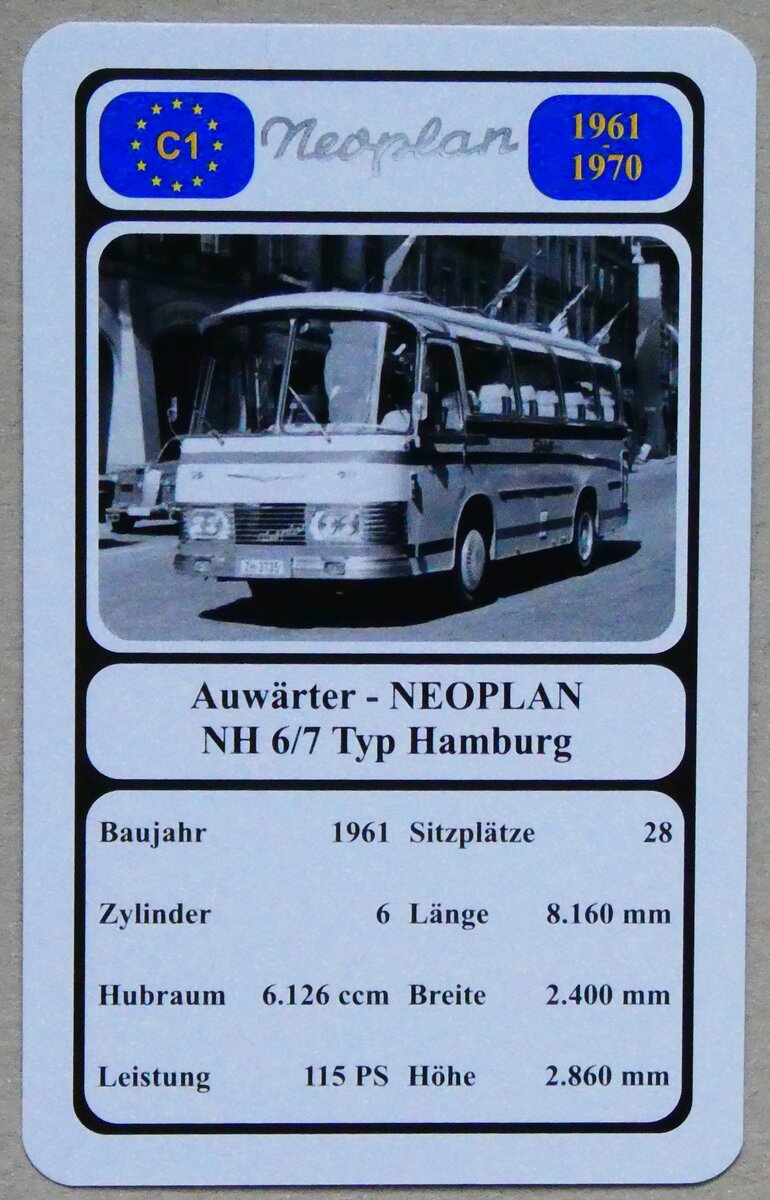 C1
Neoplan
1961
-
1970
Auwärter - NEOPLAN
NH 6/7 Typ Hamburg
Baujahr 1961 Sitzplätze 28
Zylinder 6 Länge 8.160 mm
Hubraum 6.126 ccm Breite 2.400 mm
Leistung 115 PS Höhe 2.860 mm